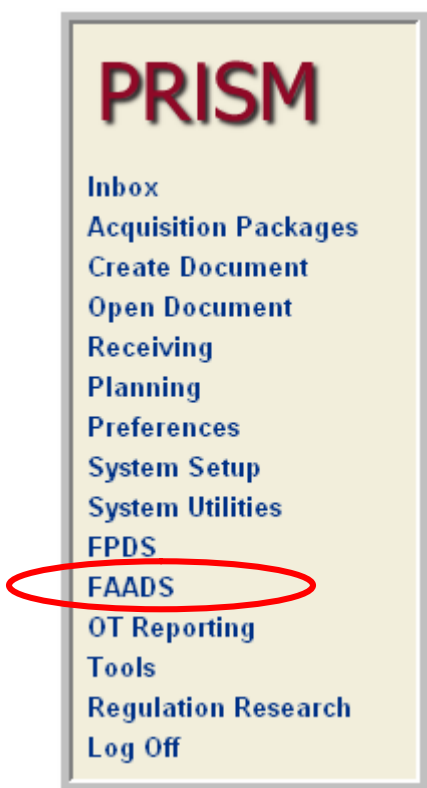 PRISM
Inbox
Acquisition Packages
Create Document
Open Document
Receiving
Planning
Preferences
System Setup
System Utilities
FPDS
FAADS
OT Reporting
Tools
Regulation Research
Log Off